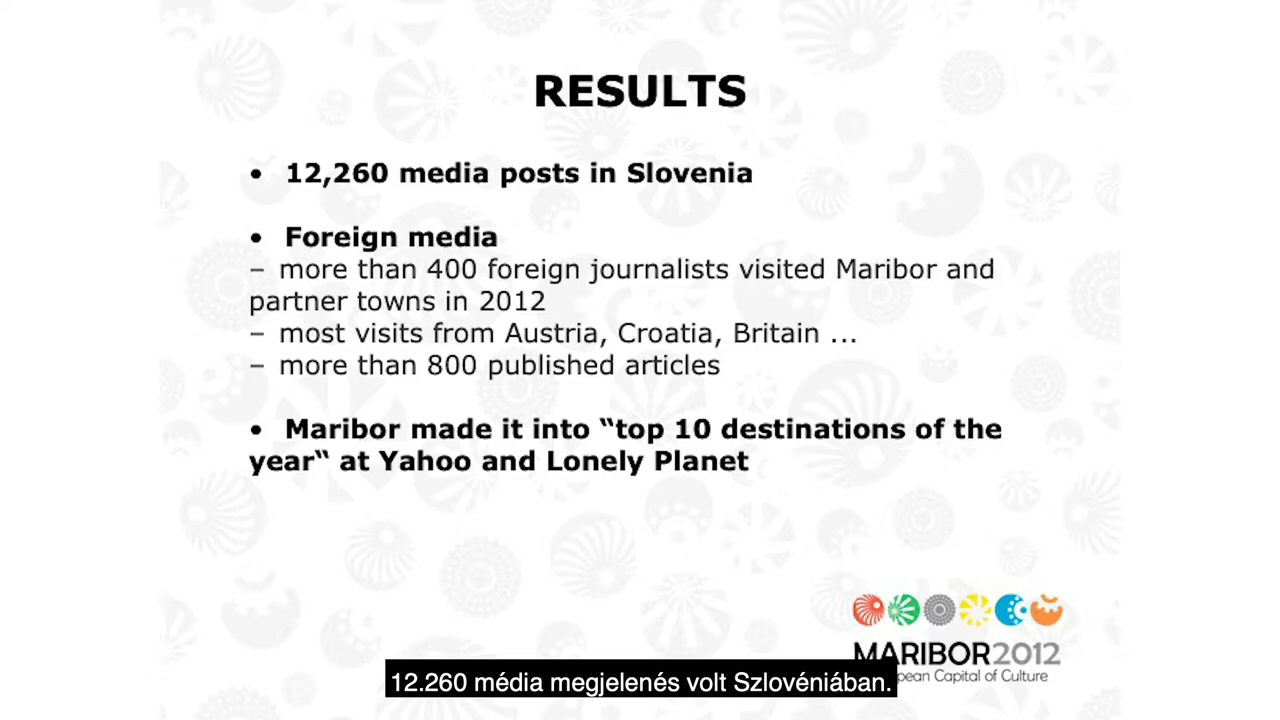 RESULTS
• 12,260 media posts in Slovenia
• Foreign media
– more than 400 foreign journalists visited Maribor and
partner towns in 2012
– most visits from Austria, Croatia, Britain ...
– more than 800 published articles
• Maribor made it into “top 10 destinations of the
year“ at Yahoo and Lonely Planet
MARIBOR2012
pean Capital of Culture
12.260 média megjelenés volt Szlovéniában.